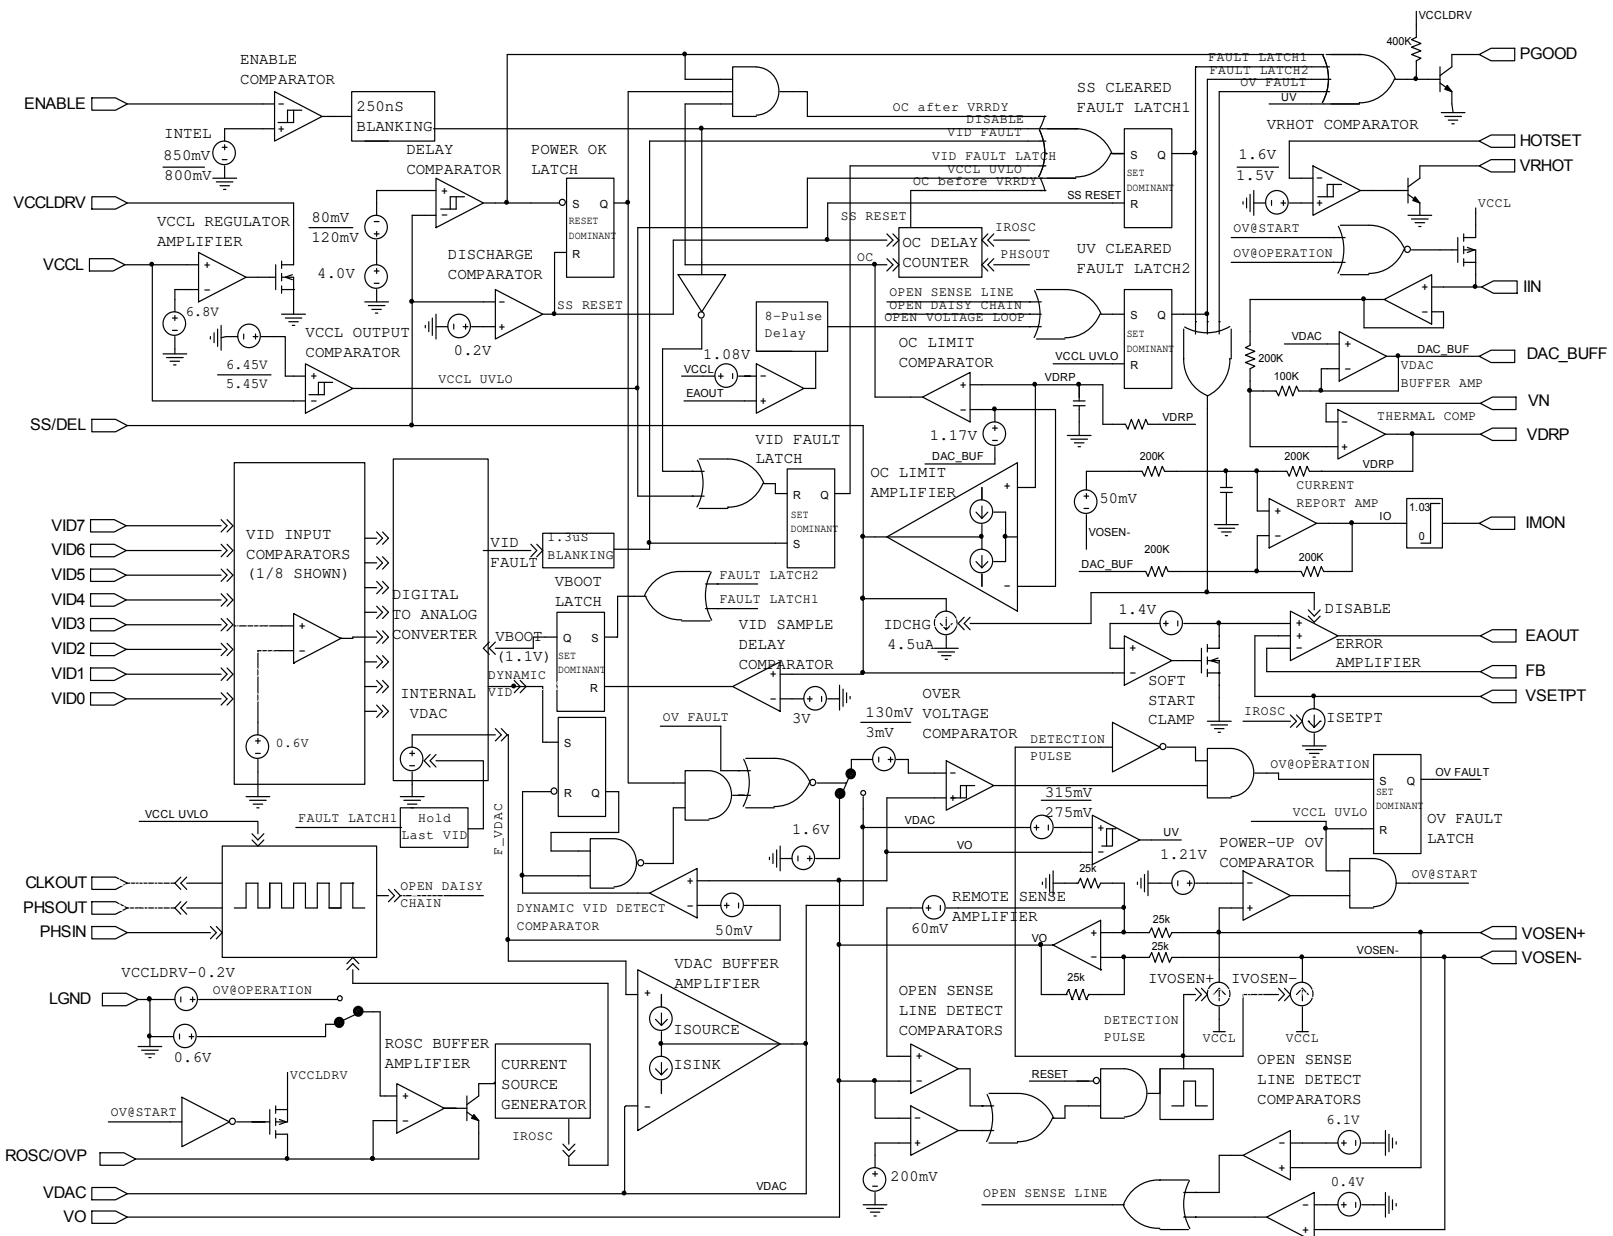 VCCLDRV
400K
PGOOD
ENABLE
COMPARATOR
FAULT LATCH1
FAULT LATCH2
OV FAULT
UV
ENABLE
250nS
BLANKING
INTEL
850mV
800mV
OC after VRRDY
DISABLE
VID FAULT
VID FAULT LATCH
VCCL UVLO
OC before VRRDY
SS CLEARED
FAULT LATCH1
S
Q
SET
DOMINANT
R
SS RESET
VRHOT COMPARATOR
HOTSET
1.6V
1.5V
VRHOT
DELAY
COMPARATOR
POWER OK
LATCH
S
Q
RESET
DOMINANT
R
VCCLDRV
VCCL REGULATOR
AMPLIFIER
80mV
120mV
4.0V
DISCHARGE
COMPARATOR
SS RESET
OC
OC DELAY
COUNTER
IROSC
PHSOUT
UV CLEARED
FAULT LATCH2
VCCL
OV@START
OV@OPERATION
VCCL
6.8V
VCCL OUTPUT
COMPARATOR
6.45V
5.45V
0.2V
SS RESET
8-Pulse
Delay
OPEN SENSE LINE
OPEN DAISY CHAIN
OPEN VOLTAGE LOOP
S
Q
SET
DOMINANT
R
VCCL UVLO
IIN
VDAC
DAC_BUF
DAC_BUFF
VDAC
BUFFER AMP
200K
100K
VCCL UVLO
1.08V
VCCL
EAOUT
OC LIMIT
COMPARATOR
VDRP
VDRP
1.17V
DAC_BUF
THERMAL COMP
VN
VDRP
SS/DEL
VID FAULT
LATCH
R
Q
SET
DOMINANT
S
OC LIMIT
AMPLIFIER
200K
200K
VDRP
CURRENT
REPORT AMP
50mV
VOSEN-
IO
1.03
0
IMON
DAC_BUF
200K
200K
VID7
VID6
VID5
VID4
VID3
VID2
VID1
VID0
VID INPUT
COMPARATORS
(1/8 SHOWN)
0.6V
DIGITAL
TO ANALOG
CONVERTER
INTERNAL
VDAC
VID
FAULT
1.3uS
BLANKING
VBOOT
LATCH
FAULT LATCH2
FAULT LATCH1
VBOOT
(1.1V)
Q
S
SET
DOMINANT
R
DYNAMIC
VID
VID SAMPLE
DELAY
COMPARATOR
3V
IDCHG
4.5uA
1.4V
SOFT
START
CLAMP
DISABLE
ERROR
AMPLIFIER
EAOUT
FB
VSETPT
IROSC
ISETPT
S
R
Q
OV FAULT
130mV
3mV
OVER
VOLTAGE
COMPARATOR
DETECTION
PULSE
OV@OPERATION
S
Q
SET
DOMINANT
R
OV FAULT
OV FAULT
LATCH
VCCL UVLO
VCCL UVLO
FAULT LATCH1
Hold
Last VID
F_VDAC
1.6V
VDAC
VO
315mV
275mV
UV
1.21V
POWER-UP OV
COMPARATOR
OV@START
CLKOUT
PHSOUT
PHSIN
OPEN DAISY
CHAIN
DYNAMIC VID DETECT
COMPARATOR
50mV
60mV
REMOTE SENSE
AMPLIFIER
25k
VO
25k
25k
25k
VOSEN+
VOSEN-
VOSEN-
VCCLDRV-0.2V
LGND
OV@OPERATION
0.6V
VDAC BUFFER
AMPLIFIER
ISOURCE
ISINK
OPEN SENSE
LINE DETECT
COMPARATORS
IVOSEN+
IVOSEN-
DETECTION
PULSE
VCCL
VCCL
ROSC BUFFER
AMPLIFIER
CURRENT
SOURCE
GENERATOR
VCCLDRV
OV@START
IROSC
RESET
OPEN SENSE
LINE DETECT
COMPARATORS
ROSC/OVP
200mV
6.1V
0.4V
OPEN SENSE LINE
VDAC
VDAC
VO